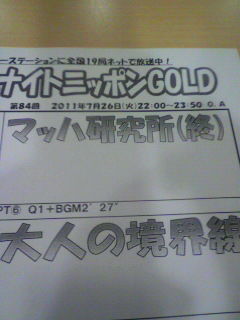 ーステーションに全国19局ネットで放送中!
ナイトニッポンGOLD
第84回 2011年7月26日(火)22:00~23:50 O.A
マッハ研究所(終)
PT⑥ Q1+BGM2' 27"
大人の境界線